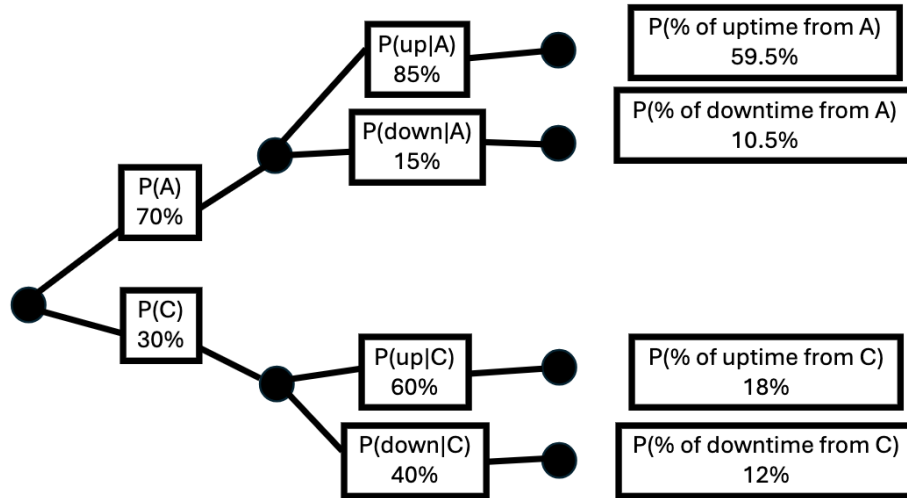 P(up|A)
85%
P(% of uptime from A)
59.5%
P(down|A)
15%
P(% of downtime from A)
10.5%
P(A)
70%
P(C)
30%
P(up|C)
60%
P(% of uptime from C)
18%
P(down|C)
40%
P(% of downtime from C)
12%